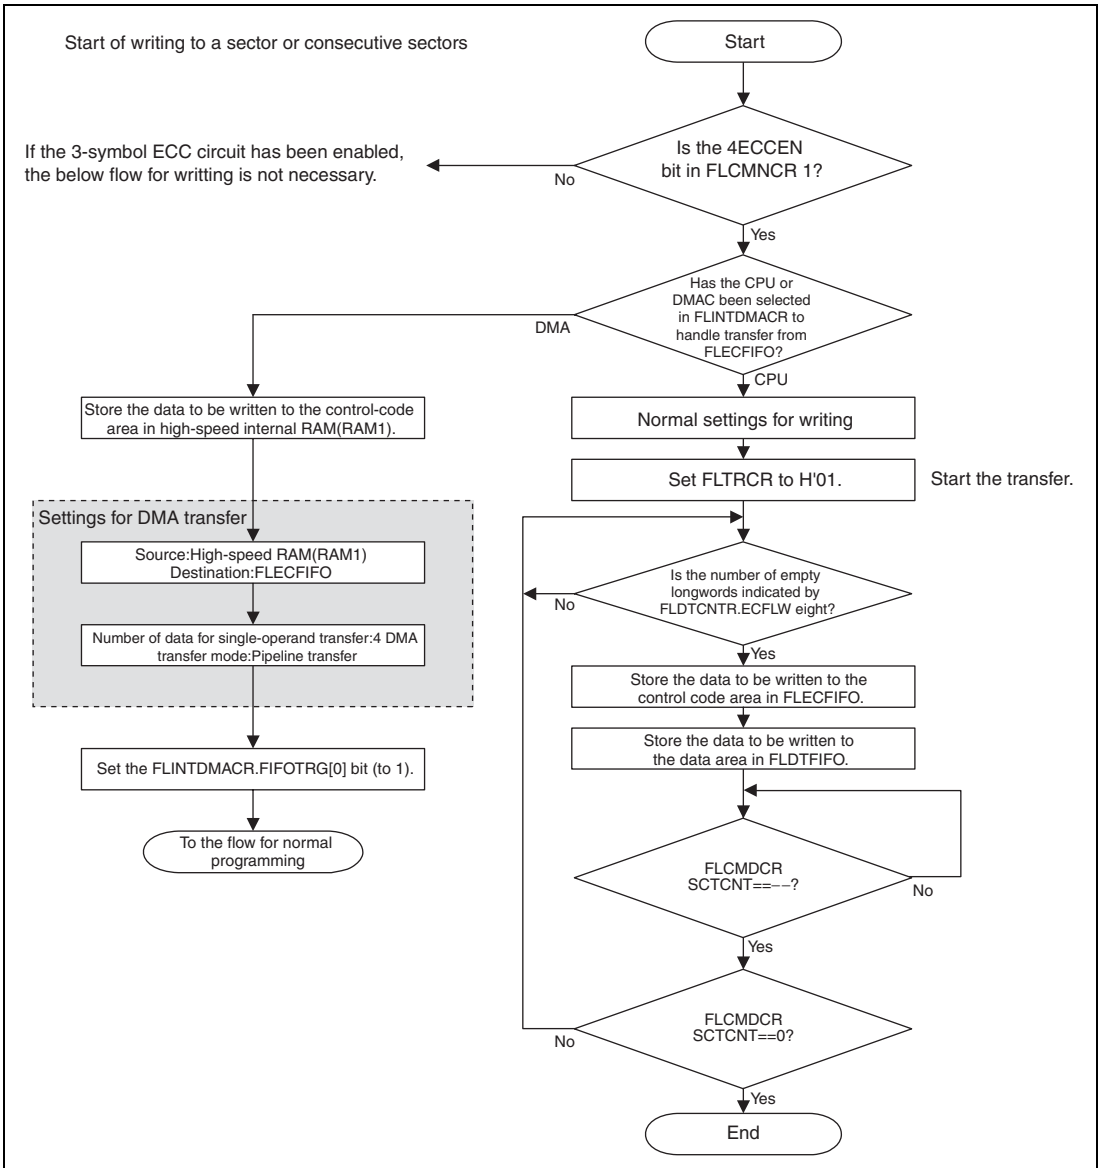 Start of writing to a sector or consecutive sectors
Start
Is the 4ECCEN
bit in FLCMNCR 1?
No
If the 3-symbol ECC circuit has been enabled,
the below flow for writting is not necessary.
Yes
Has the CPU or
DMAC been selected
in FLINTDMACR to
handle transfer from
FLECFIFO?
DMA
CPU
Store the data to be written to the control-code
area in high-speed internal RAM(RAM1).
Settings for DMA transfer
Source:High-speed RAM(RAM1)
Destination:FLECFIFO
Number of data for single-operand transfer:4 DMA
transfer mode:Pipeline transfer
Set the FLINTDMACR.FIFOTRG[0] bit (to 1).
To the flow for normal
programming
Normal settings for writing
Set FLTRCR to H'01.
Start the transfer.
Is the number of empty
longwords indicated by
FLDTCNTR.ECFLW eight?
No
Yes
Store the data to be written to the
control code area in FLECFIFO.
Store the data to be written to
the data area in FLDTFIFO.
FLCMDCR
SCTCNT==−−?
No
Yes
FLCMDCR
SCTCNT==0?
No
Yes
End